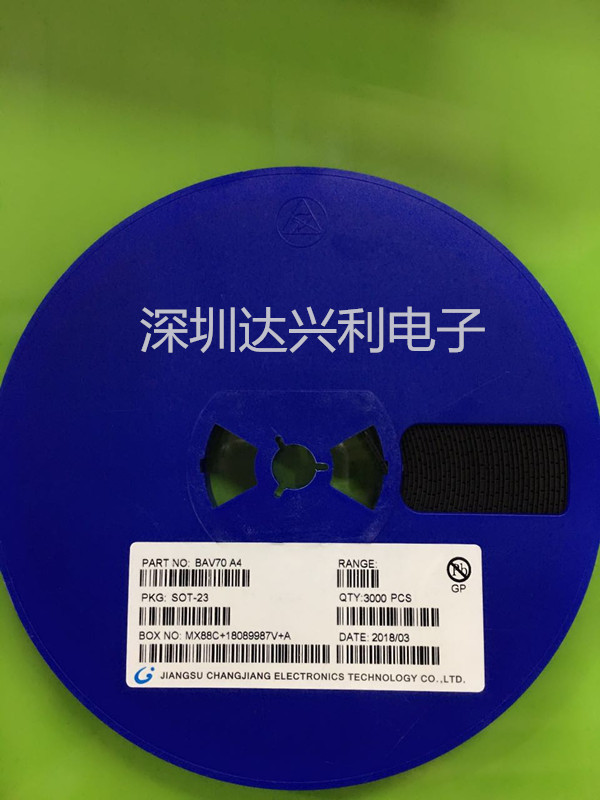 深圳达兴利电子
PART NO: BAV70 A4
RANGE:
PKG: SOT-23
QTY:3000 PCS
BOX NO: MX88C+18089987V+A
DATE: 2018/03
Pb
GP
JIANGSU CHANGJIANG ELECTRONICS TECHNOLOGY CO.,LTD.